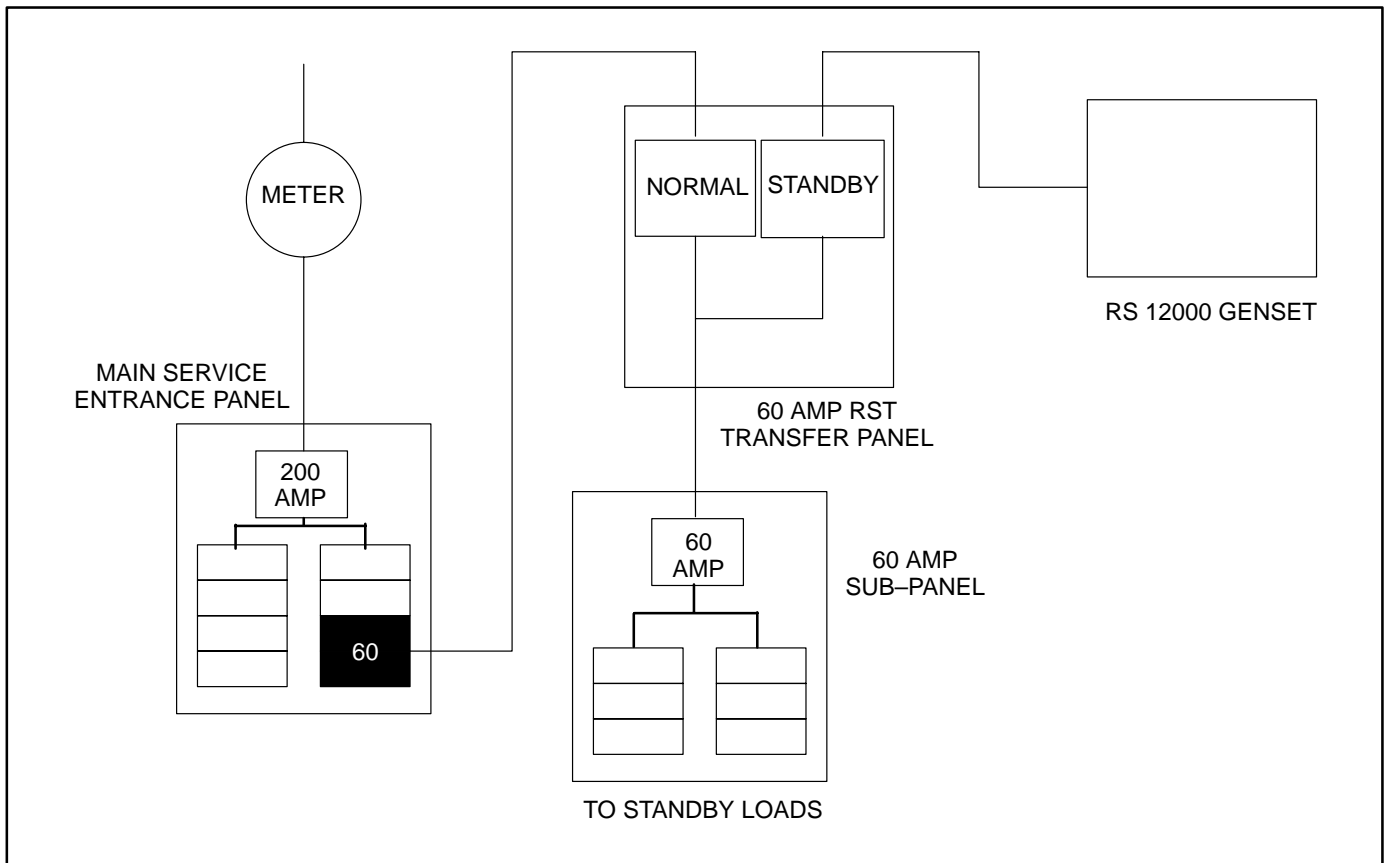 METER
MAIN SERVICE
ENTRANCE PANEL
200
AMP
60
NORMAL
STANDBY
60 AMP RST
TRANSFER PANEL
RS 12000 GENSET
60
AMP
60 AMP
SUB–PANEL
TO STANDBY LOADS